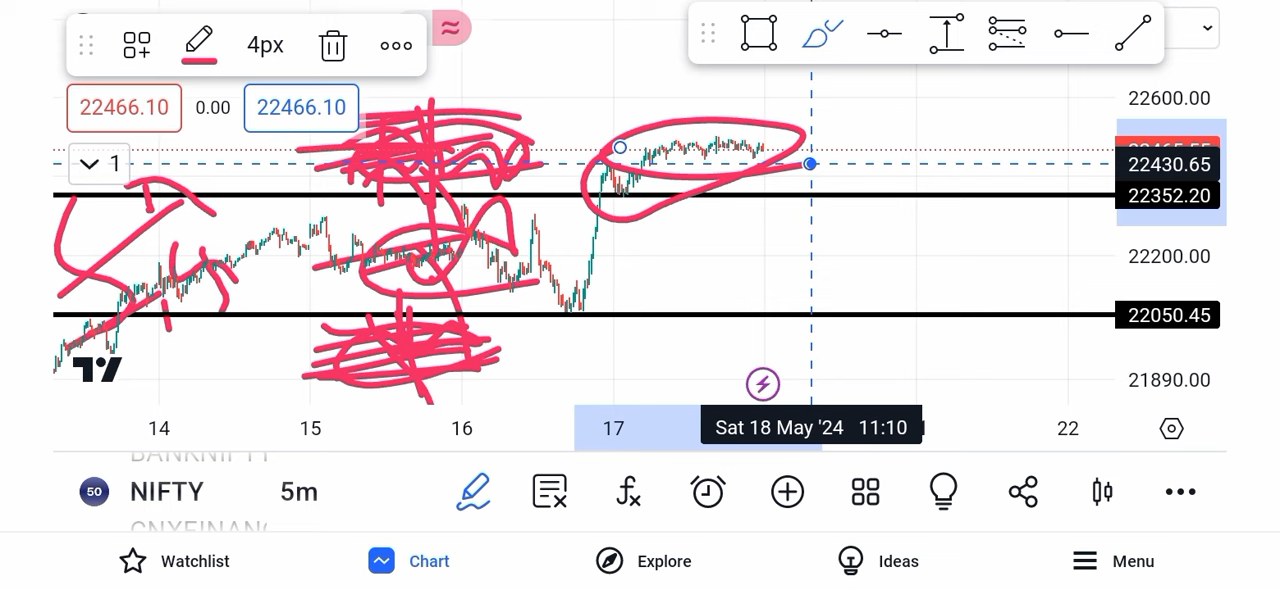 4px
22466.10 0.00 22466.10
1
22600.00
22430.65
22352.20
22200.00
22050.45
21890.00
14 15 16 17 Sat 18 May '24 11:10 22
BANKNIFTY
50 NIFTY 5m
Watchlist Chart Explore Ideas Menu